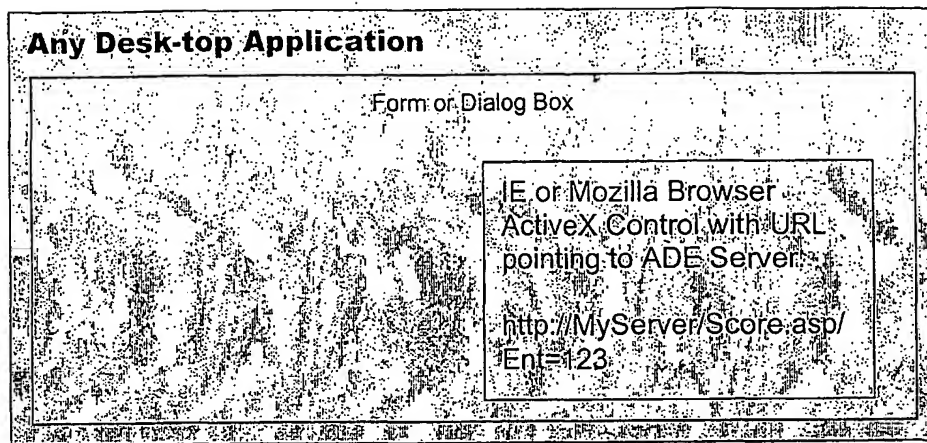 Any Desk-top Application
Form or Dialog Box
IE or Mozilla Browser
ActiveX Control with URL
pointing to ADE Server
http://MyServer/Score.asp/
Ent=123